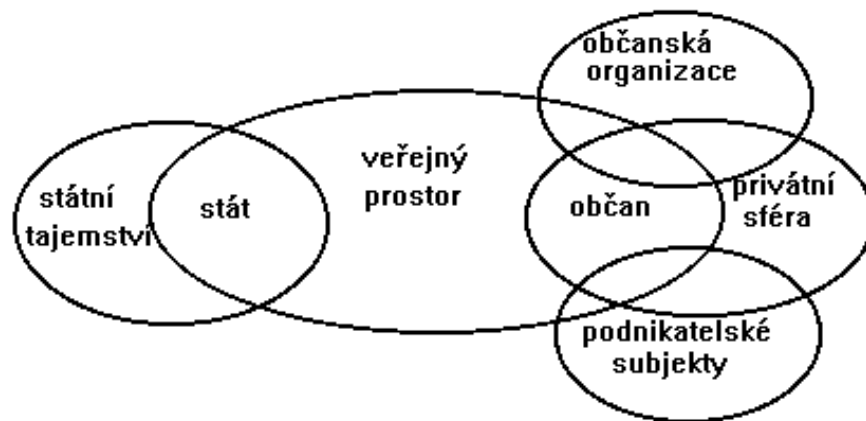 občanská
organizace
veřejný
prostor
státní
tajemství
stát
občan
privátní
sféra
podnikatelské
subjekty